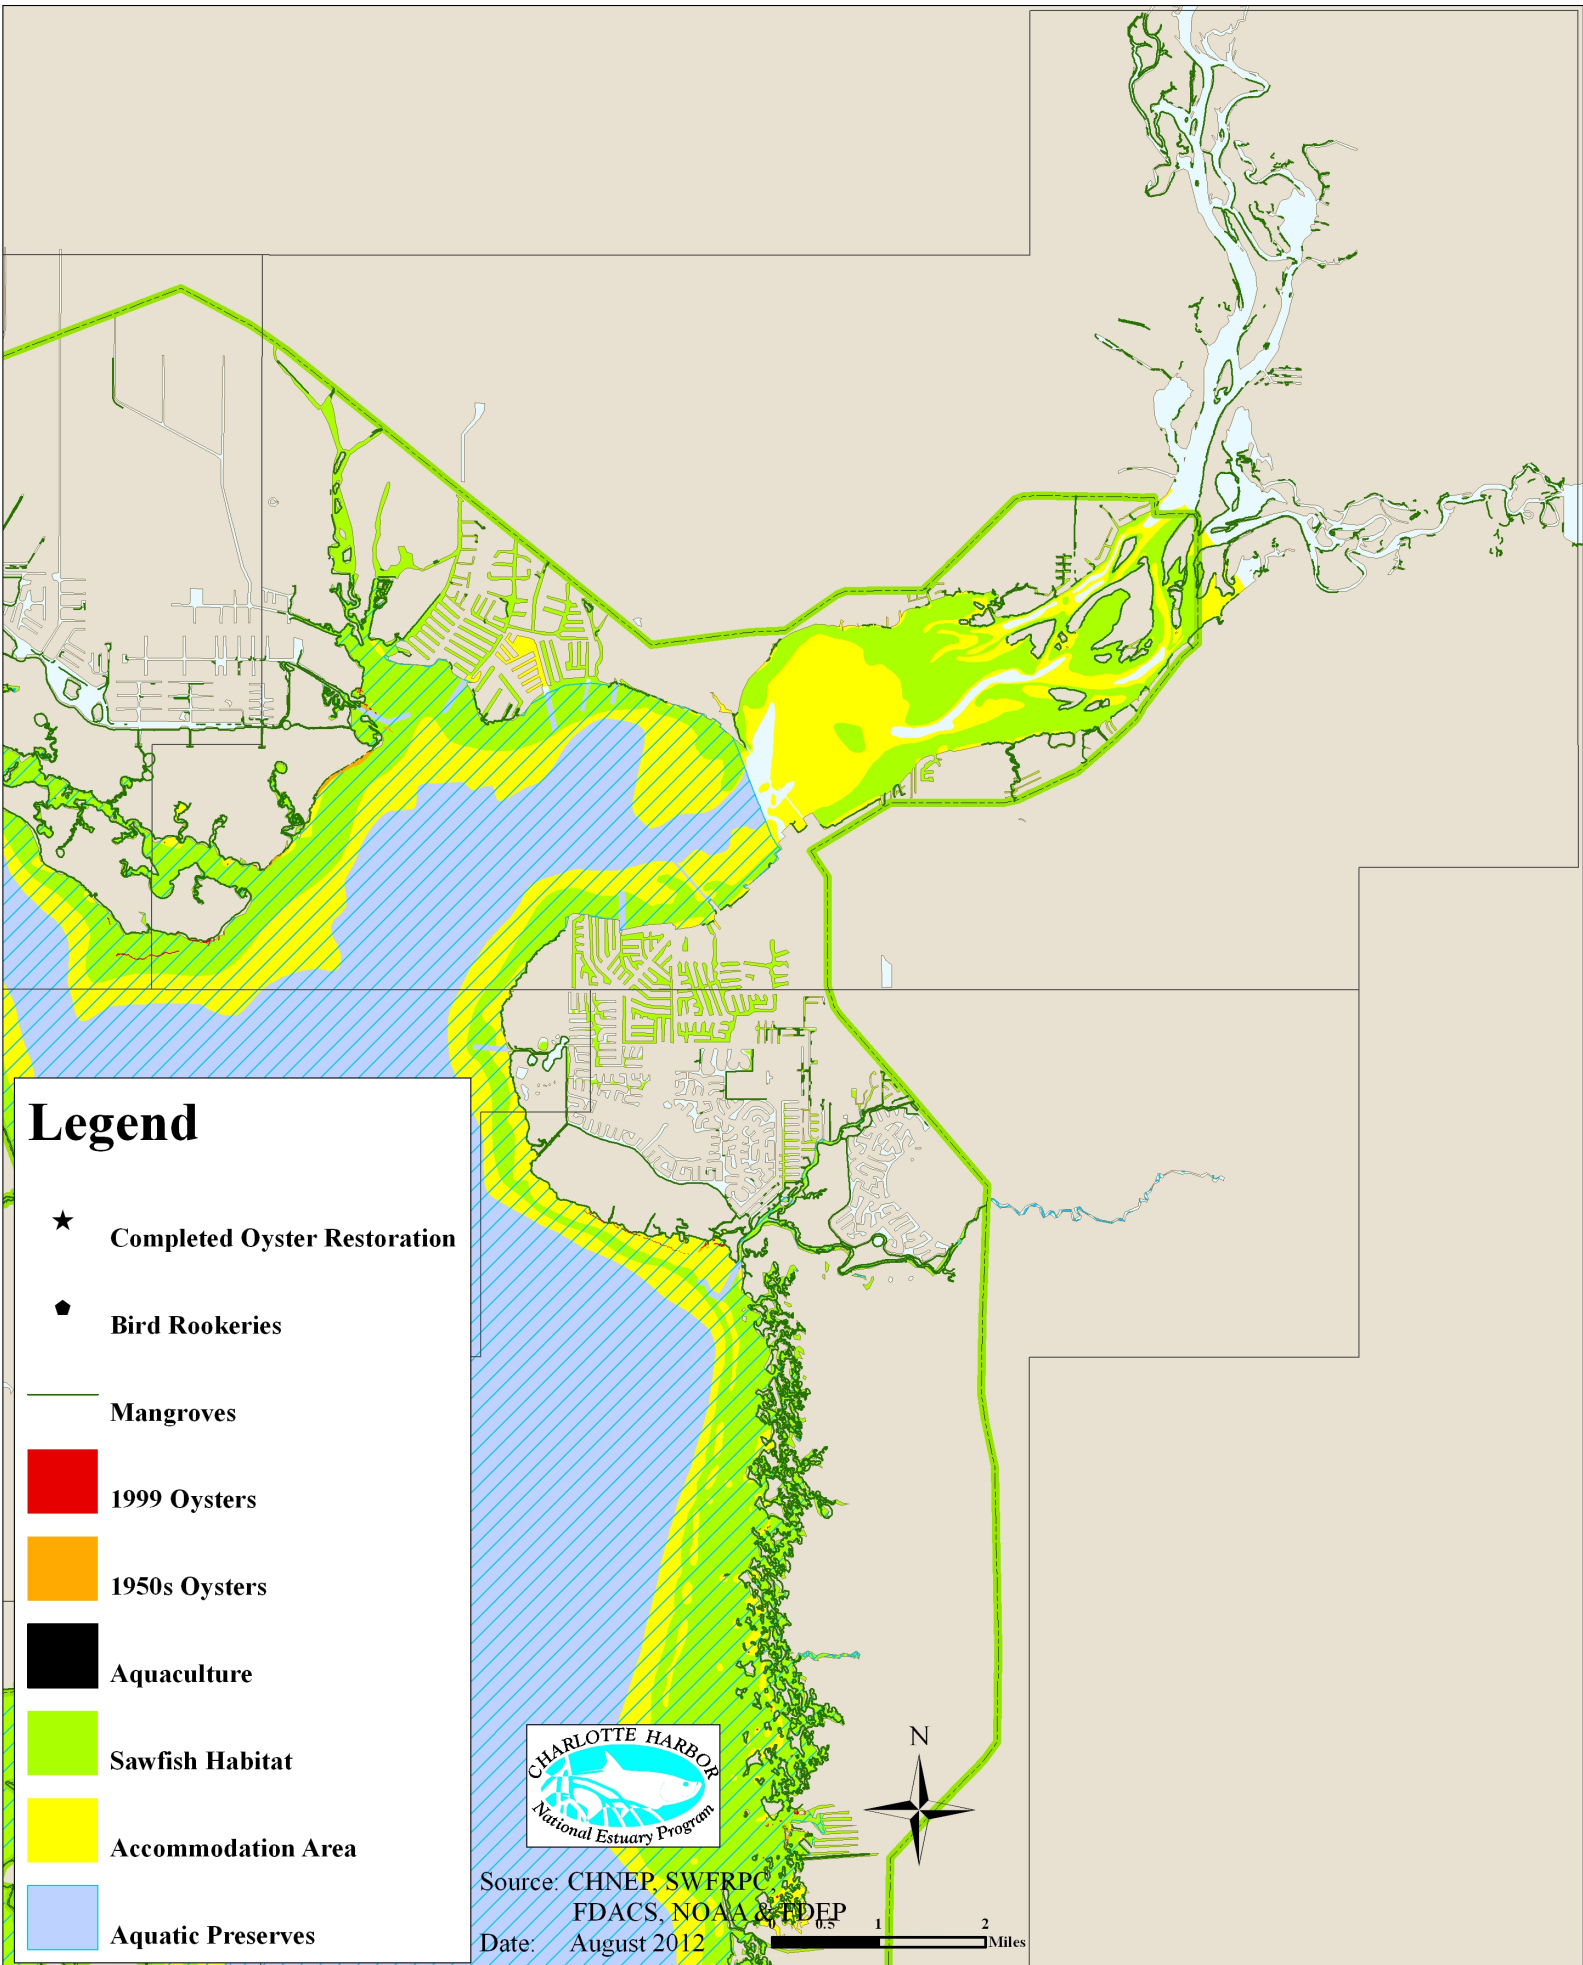 Legend
Completed Oyster Restoration
Bird Rookeries
Mangroves
1999 Oysters
1950s Oysters
Aquaculture
Sawfish Habitat
Accommodation Area
Aquatic Preserves
CHARLOTTE HARBOR
National Estuary Program
Source: CHNEP, SWFRPC,
FDACS, NOAA & FDEP
Date: August 2012
N
0 0.5 1 2
Miles